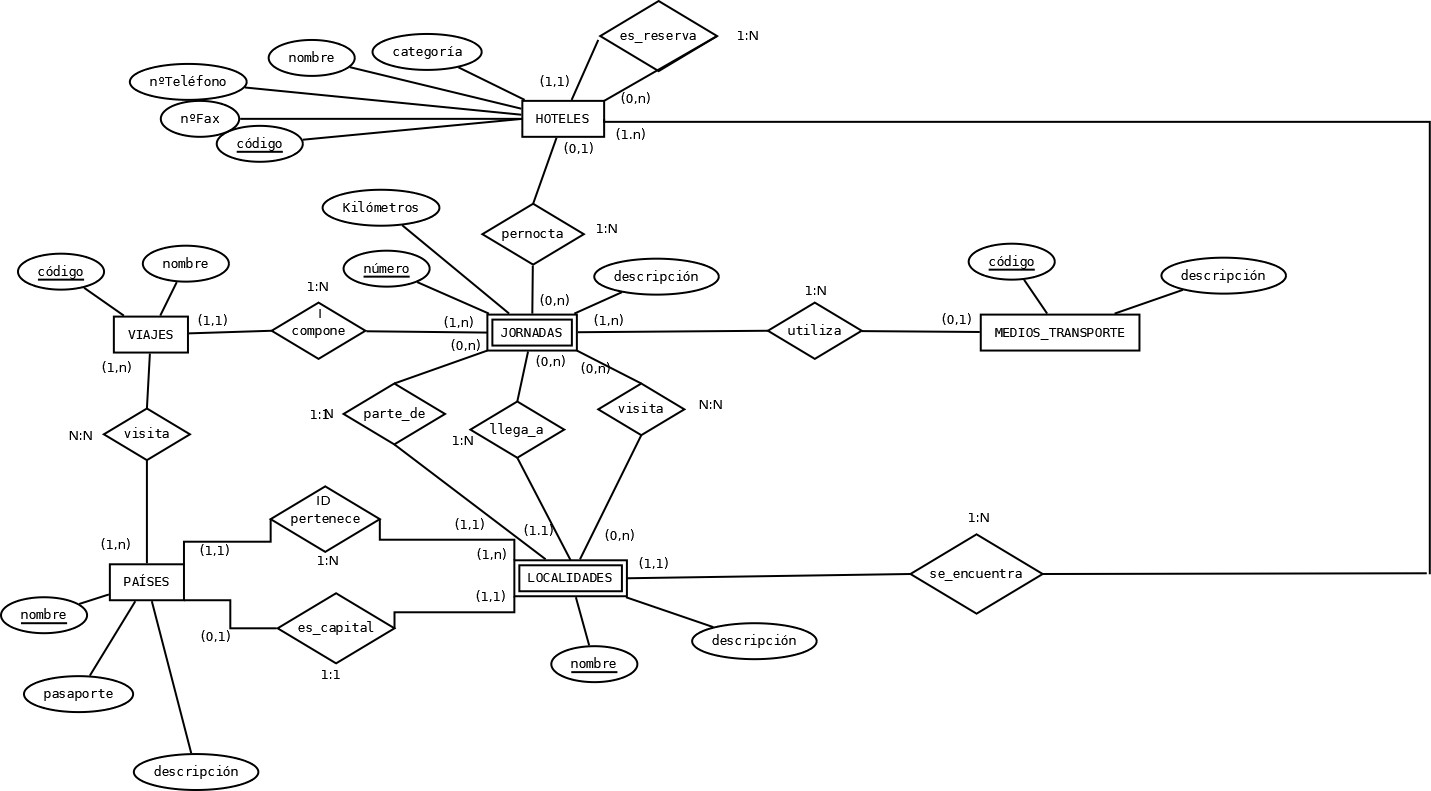 es_reserva
1:N
categoría
nombre
nºTeléfono
(1,1)
(0,n)
nºFax
HOTELES
código
(1.n)
(0,1)
Kilómetros
pernocta
1:N
código
nombre
número
descripción
código
descripción
1:N
(0,n)
1:N
I
compone
VIAJES
(1,1)
(1,n)
JORNADAS
(1,n)
utiliza
(0,1)
MEDIOS_TRANSPORTE
(0,n)
(0,n)
(0,n)
(1,n)
1:N
parte_de
llega_a
1:N
visita
N:N
N:N
visita
ID
pertenece
1:N
(1,n)
(1,1)
(1,1)
(1.1)
(0,n)
(1,n)
1:N
se_encuentra
(1,1)
PAÍSES
LOCALIDADES
(1,1)
nombre
(0,1)
es_capital
1:1
descripción
nombre
pasaporte
descripción